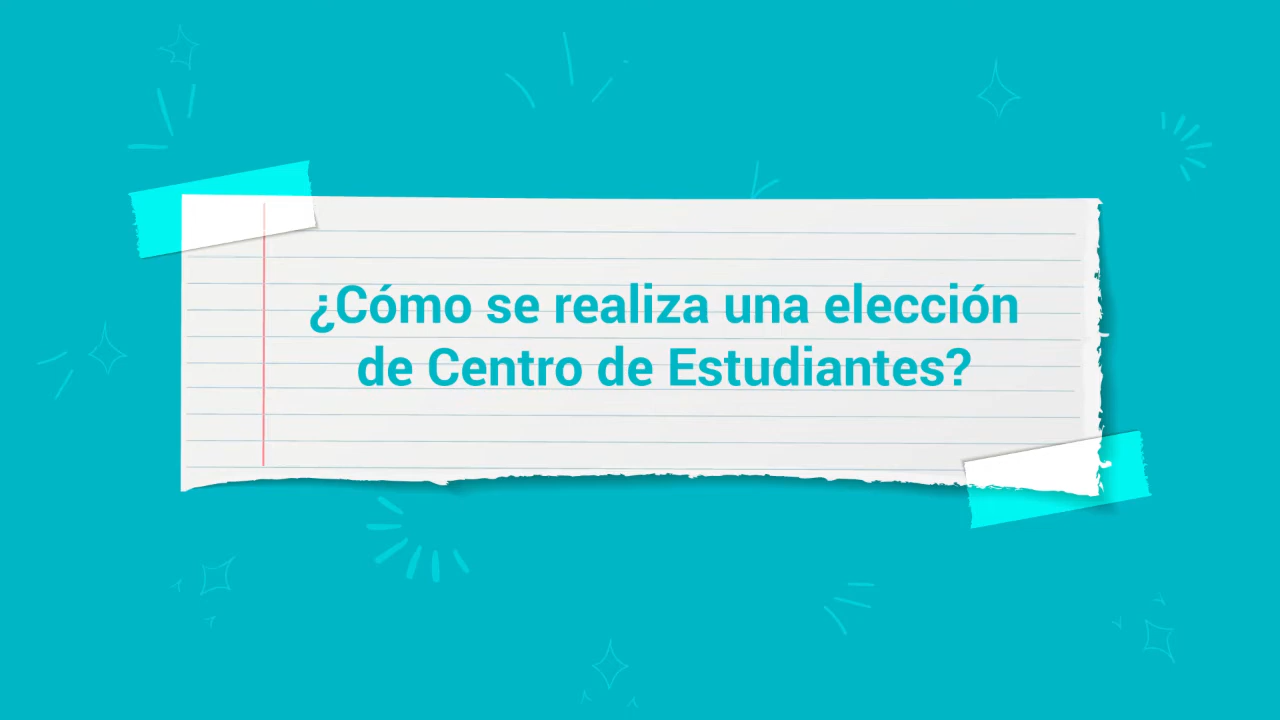 ¿Cómo se realiza una elección
de Centro de Estudiantes?